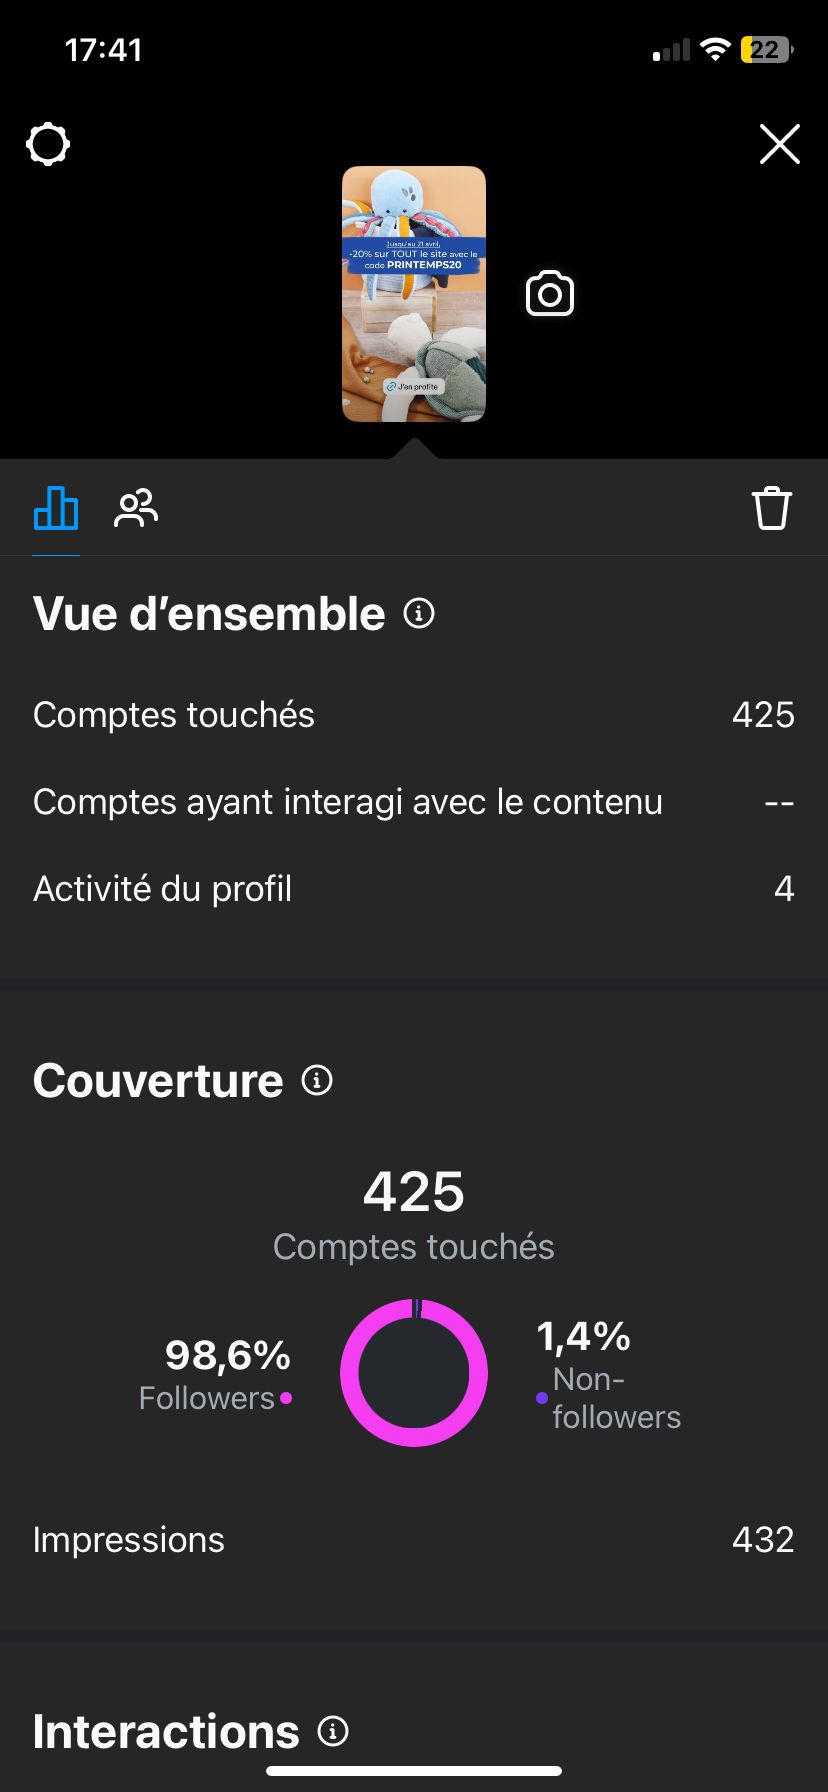 17:41
22
Jusqu'au 21 avril,
-20% sur TOUT le site avec le
code PRINTEMPS20
J'en profite
Vue d’ensemble
Comptes touchés 425
Comptes ayant interagi avec le contenu --
Activité du profil 4
Couverture
425
Comptes touchés
98,6%
Followers
1,4%
Non-
followers
Impressions 432
Interactions